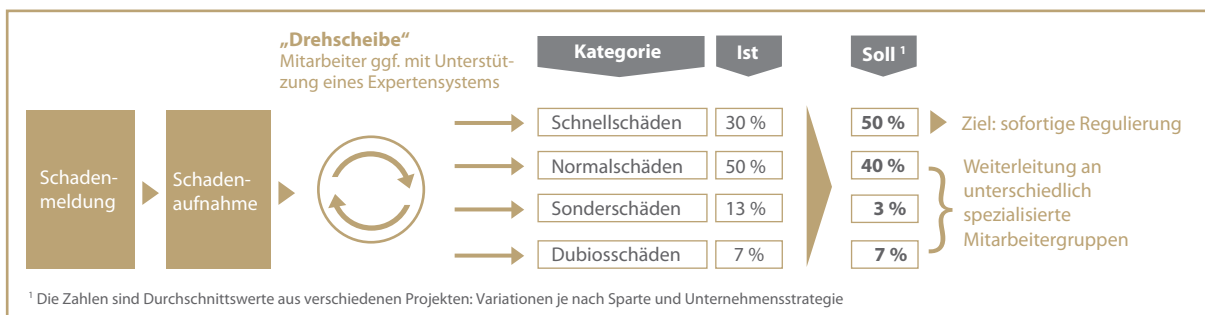 „Drehscheibe“
Mitarbeiter ggf. mit Unterstüt-
zung eines Expertensystems
Kategorie
Ist
Soll ¹
Schaden-
meldung
Schaden-
aufnahme
Schnellschäden
30 %
50 %
Ziel: sofortige Regulierung
Normalschäden
50 %
40 %
Sonderschäden
13 %
3 %
Dubiosschäden
7 %
7 %
Weiterleitung an
unterschiedlich
spezialisierte
Mitarbeitergruppen
¹ Die Zahlen sind Durchschnittswerte aus verschiedenen Projekten: Variationen je nach Sparte und Unternehmensstrategie